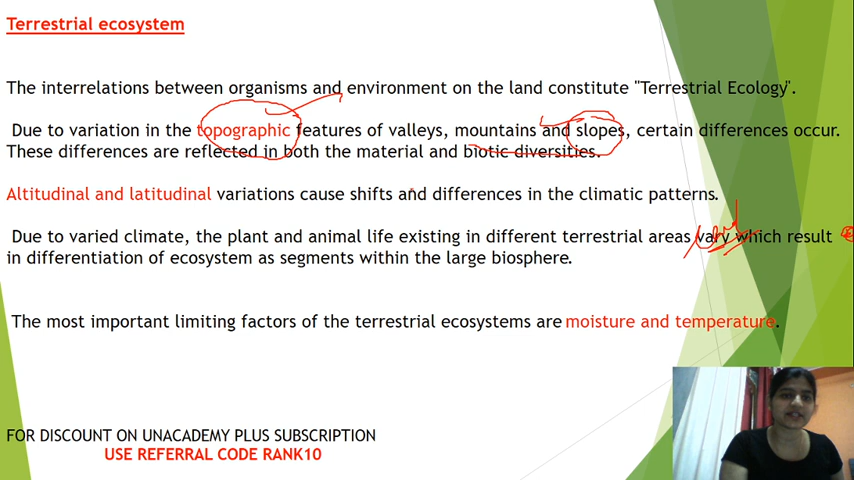 Terrestrial ecosystem
The interrelations between organisms and environment on the land constitute "Terrestrial Ecology".
Due to variation in the topographic features of valleys, mountains and slopes, certain differences occur.
These differences are reflected in both the material and biotic diversities.
Altitudinal and latitudinal variations cause shifts and differences in the climatic patterns.
Due to varied climate, the plant and animal life existing in different terrestrial areas vary which result
in differentiation of ecosystem as segments within the large biosphere.
The most important limiting factors of the terrestrial ecosystems are moisture and temperature.
FOR DISCOUNT ON UNACADEMY PLUS SUBSCRIPTION
USE REFERRAL CODE RANK10